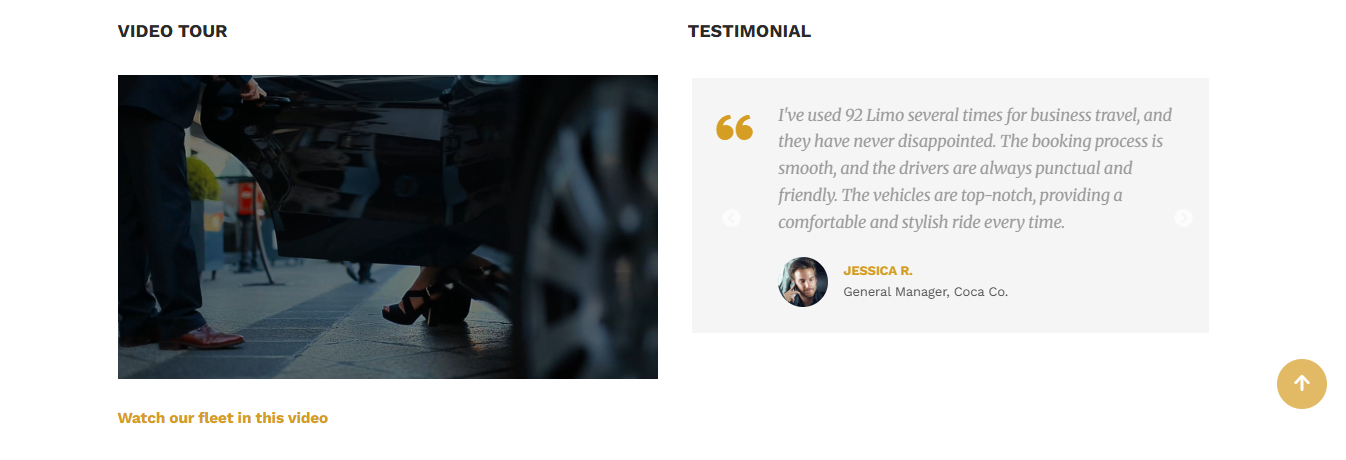 VIDEO TOUR
TESTIMONIAL
I've used 92 Limo several times for business travel, and
they have never disappointed. The booking process is
smooth, and the drivers are always punctual and
friendly. The vehicles are top-notch, providing a
comfortable and stylish ride every time.
JESSICA R.
General Manager, Coca Co.
Watch our fleet in this video